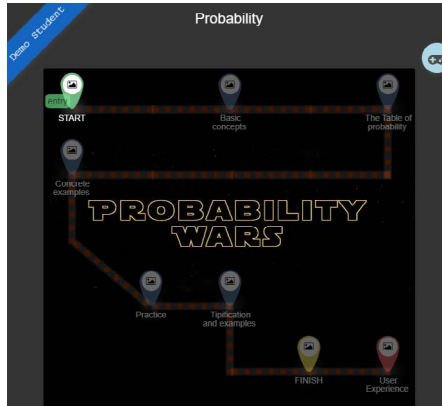 Probability
Demo Student
entry
START
Basic
concepts
The Table of
probability
Concrete
examples
PROBABILITY
WARS
Practice
Tipification
and examples
FINISH
User
Experience